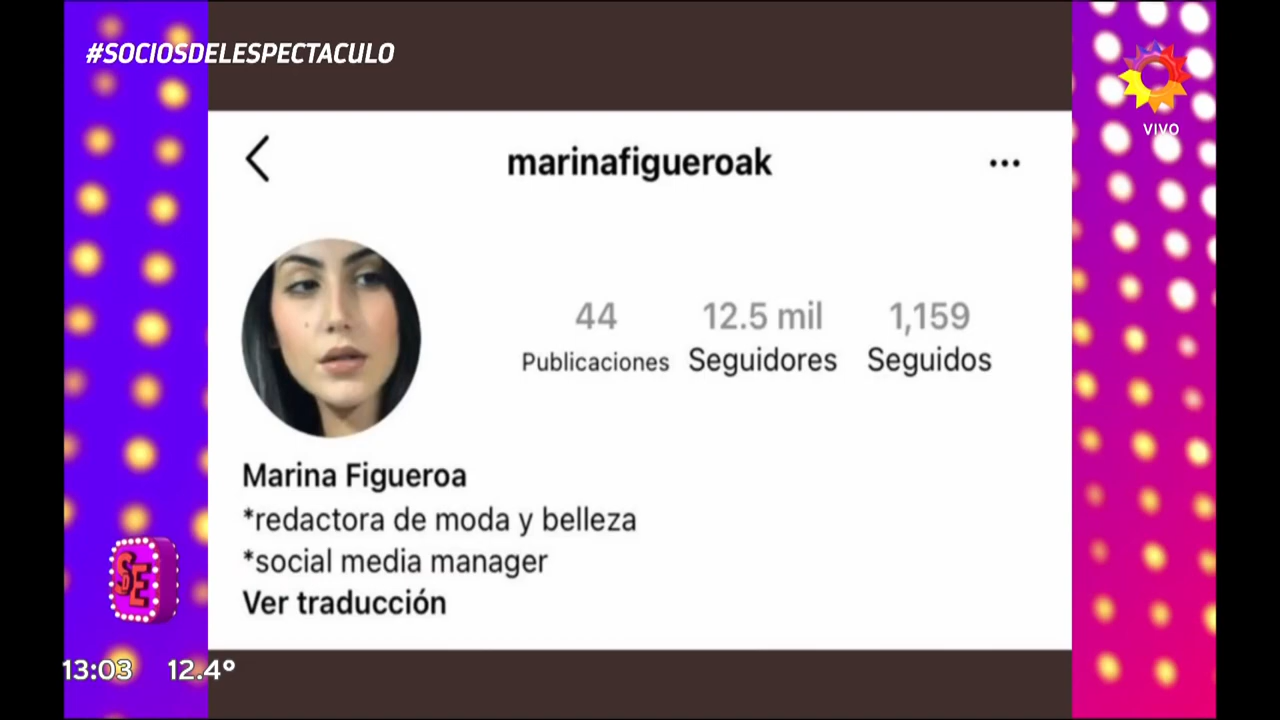 #SOCIOSDELESPECTACULO
VIVO
marinafigueroak
44 12.5 mil 1,159
Publicaciones Seguidores Seguidos
Marina Figueroa
*redactora de moda y belleza
*social media manager
Ver traducción
SE
13:03 12.4°